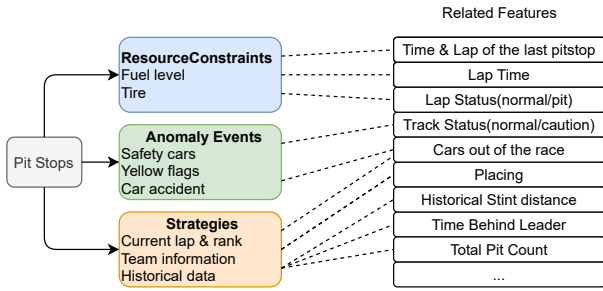 Related Features
Pit Stops
ResourceConstraints
Fuel level
Tire
Anomaly Events
Safety cars
Yellow flags
Car accident
Strategies
Current lap & rank
Team information
Historical data
Time & Lap of the last pitstop
Lap Time
Lap Status(normal/pit)
Track Status(normal/caution)
Cars out of the race
Placing
Historical Stint distance
Time Behind Leader
Total Pit Count
...